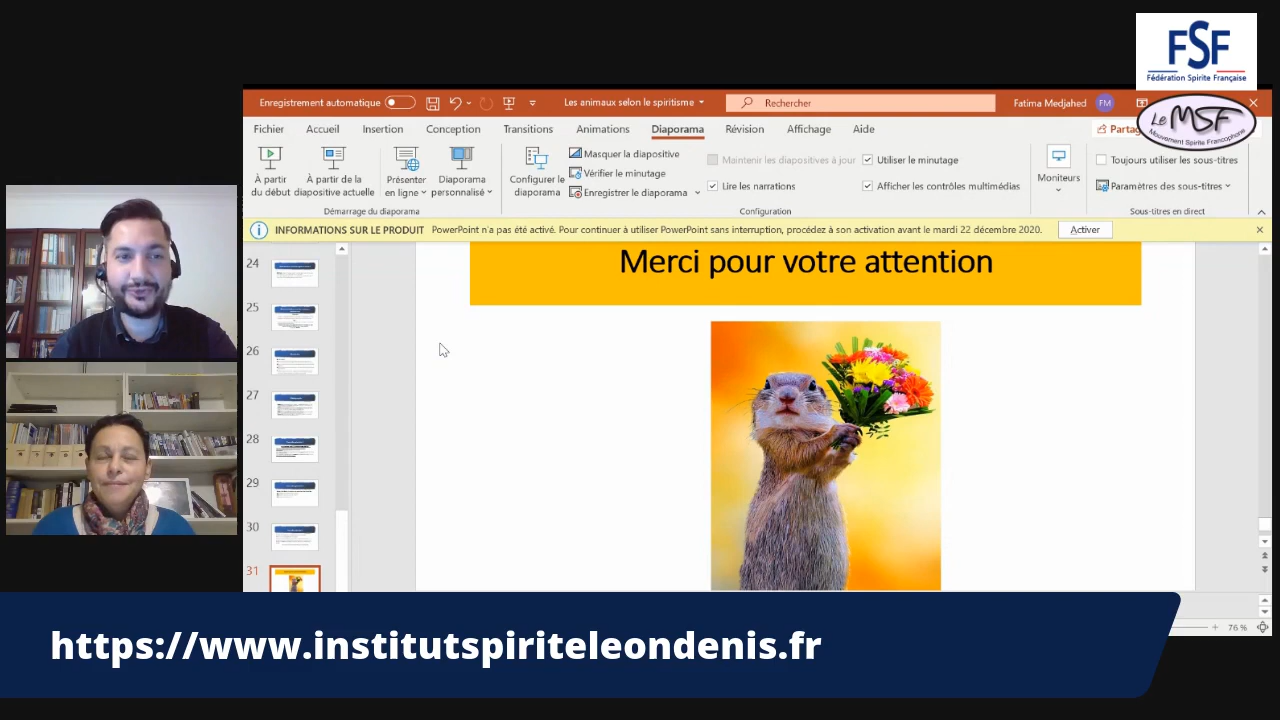 FSF
Fédération Spirite Française
Le MSF
Mouvement Spirite Francophone
Enregistrement automatique
Les animaux selon le spiritisme
Rechercher
Fatima Medjahed
FM
Fichier Accueil Insertion Conception Transitions Animations Diaporama Révision Affichage Aide
Partag
À partir du début
À partir de la diapositive actuelle
Présenter en ligne
Diaporama personnalisé
Démarrage du diaporama
Configurer le diaporama
Masquer la diapositive
Vérifier le minutage
Enregistrer le diaporama
Maintenir les diapositives à jour
Lire les narrations
Utiliser le minutage
Afficher les contrôles multimédias
Configuration
Moniteurs
Toujours utiliser les sous-titres
Paramètres des sous-titres
Sous-titres en direct
INFORMATIONS SUR LE PRODUIT PowerPoint n'a pas été activé. Pour continuer à utiliser PowerPoint sans interruption, procédez à son activation avant le mardi 22 décembre 2020.
Activer
24
25
26
27
28
29
30
31
Merci pour votre attention
76 %
https://www.institutspiriteleondenis.fr